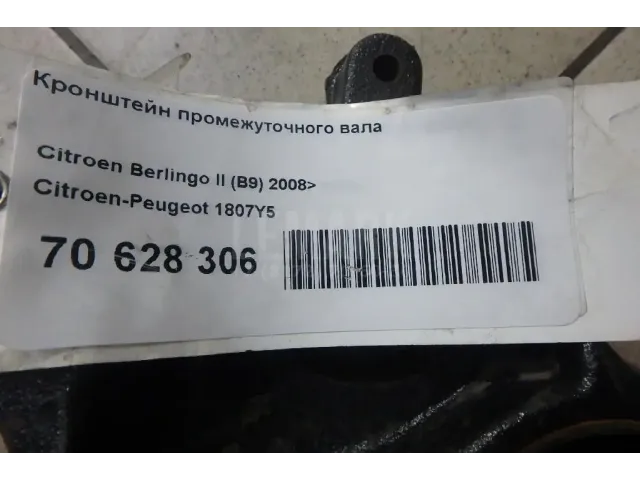 Кронштейн промежуточного вала
Citroen Berlingo II (B9) 2008>
Citroen-Peugeot 1807Y5
70 628 306